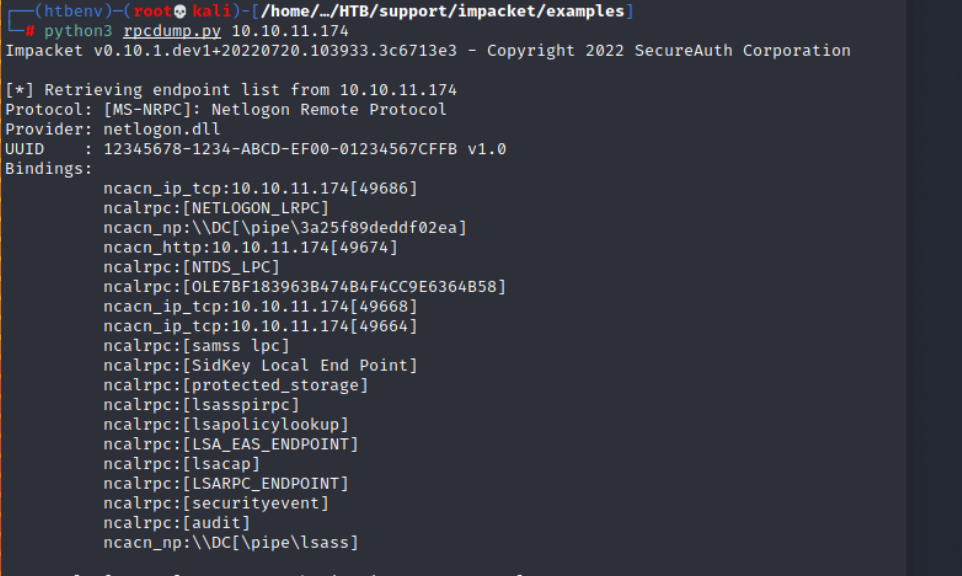 ┌──(htbenv)─(root💀kali)-[/home/…/HTB/support/impacket/examples]
└─# python3 rpcdump.py 10.10.11.174
Impacket v0.10.1.dev1+20220720.103933.3c6713e3 - Copyright 2022 SecureAuth Corporation
[*] Retrieving endpoint list from 10.10.11.174
Protocol: [MS-NRPC]: Netlogon Remote Protocol
Provider: netlogon.dll
UUID    : 12345678-1234-ABCD-EF00-01234567CFFB v1.0
Bindings:
ncacn_ip_tcp:10.10.11.174[49686]
ncalrpc:[NETLOGON_LRPC]
ncacn_np:\\DC[\pipe\3a25f89deddf02ea]
ncacn_http:10.10.11.174[49674]
ncalrpc:[NTDS_LPC]
ncalrpc:[OLE7BF183963B474B4F4CC9E6364B58]
ncacn_ip_tcp:10.10.11.174[49668]
ncacn_ip_tcp:10.10.11.174[49664]
ncalrpc:[samss lpc]
ncalrpc:[SidKey Local End Point]
ncalrpc:[protected_storage]
ncalrpc:[lsasspirpc]
ncalrpc:[lsapolicylookup]
ncalrpc:[LSA_EAS_ENDPOINT]
ncalrpc:[lsacap]
ncalrpc:[LSARPC_ENDPOINT]
ncalrpc:[securityevent]
ncalrpc:[audit]
ncacn_np:\\DC[\pipe\lsass]